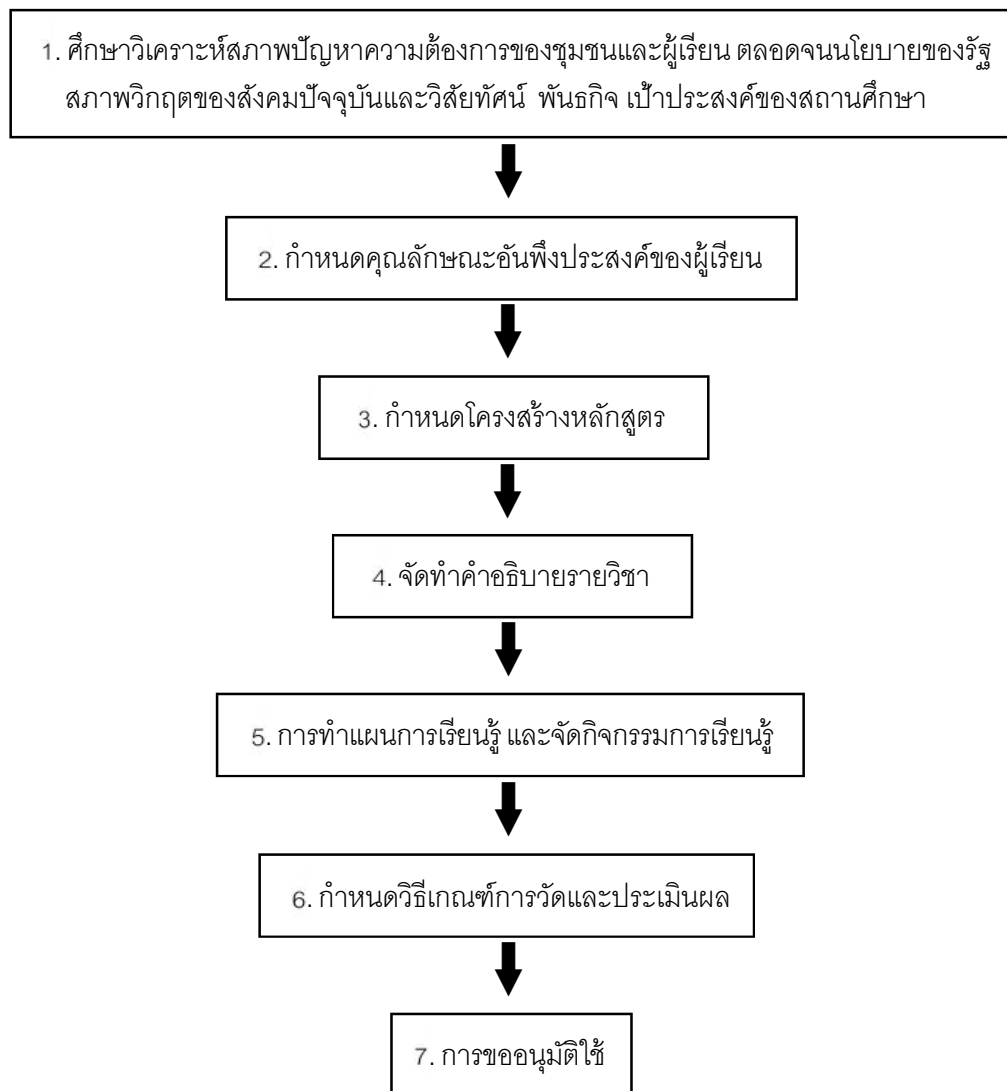 1. ศึกษาวิเคราะห์สภาพปัญหาความต้องการของชุมชนและผู้เรียน ตลอดจนนโยบายของรัฐ
สภาพวิกฤตของสังคมปัจจุบันและวิสัยทัศน์ พันธกิจ เป้าประสงค์ของสถานศึกษา
2. กำหนดคุณลักษณะอันพึงประสงค์ของผู้เรียน
3. กำหนดโครงสร้างหลักสูตร
4. จัดทำคำอธิบายรายวิชา
5. การทำแผนการเรียนรู้ และจัดกิจกรรมการเรียนรู้
6. กำหนดวิธีเกณฑ์การวัดและประเมินผล
7. การขออนุมัติใช้